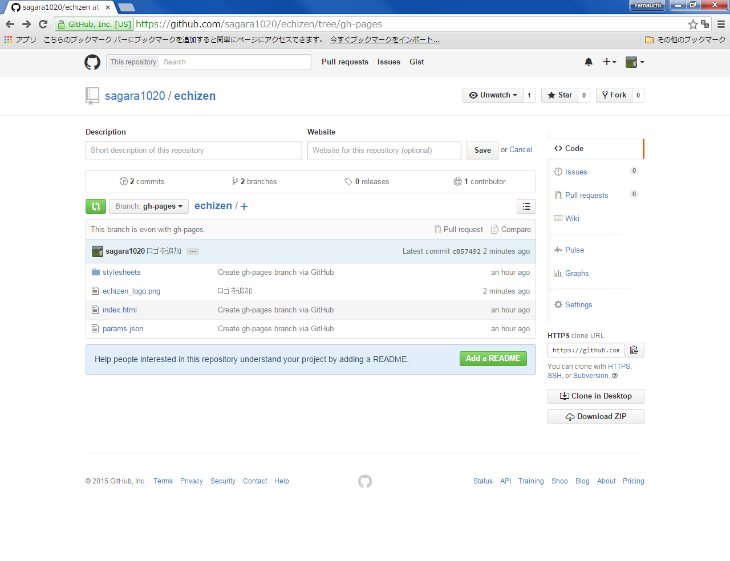 sagara1020/echizen at
Yamauchi
GitHub, Inc. [US] https://github.com/sagara1020/echizen/tree/gh-pages
アプリ こちらのブックマーク バーにブックマークを追加すると簡単にページにアクセスできます。 今すぐブックマークをインポート... その他のブックマーク
This repository Search Pull requests Issues Gist
sagara1020 / echizen Unwatch 1 Star 0 Fork 0
Description Website
Short description of this repository Website for this repository (optional) Save or Cancel
2 commits 2 branches 0 releases 1 contributor
Branch: gh-pages echizen / +
This branch is even with gh-pages. Pull request Compare
sagara1020 ロゴを追加 ... Latest commit c057492 2 minutes ago
stylesheets Create gh-pages branch via GitHub an hour ago
echizen_logo.png ロゴを追加 2 minutes ago
index.html Create gh-pages branch via GitHub an hour ago
params.json Create gh-pages branch via GitHub an hour ago
Help people interested in this repository understand your project by adding a README. Add a README
Code
Issues 0
Pull requests 0
Wiki
Pulse
Graphs
Settings
HTTPS clone URL
https://github.com
You can clone with HTTPS,
SSH, or Subversion.
Clone in Desktop
Download ZIP
© 2015 GitHub, Inc. Terms Privacy Security Contact Help Status API Training Shop Blog About Pricing